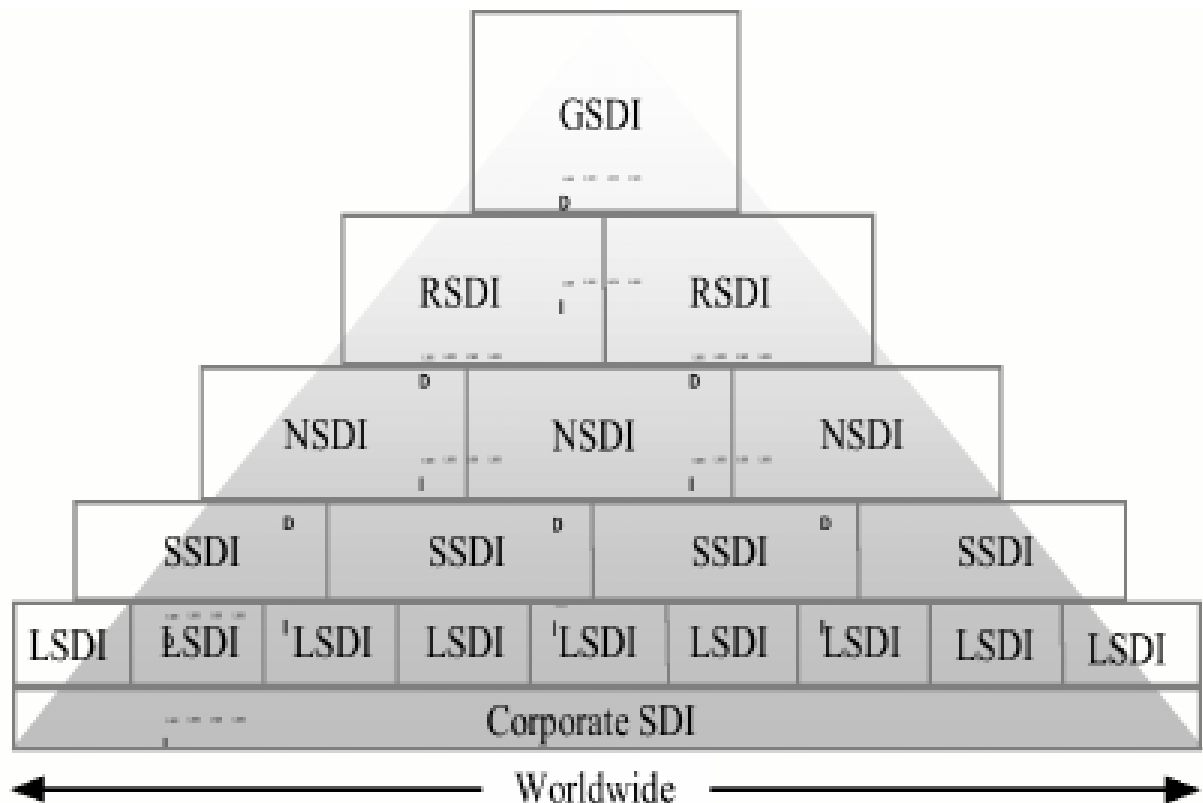 GSDI
D
RSDI RSDI
I
D D
NSDI NSDI NSDI
I I
D D D
SSDI SSDI SSDI SSDI
LSDI LSDI LSDI LSDI LSDI LSDI LSDI LSDI LSDI
Corporate SDI
Worldwide